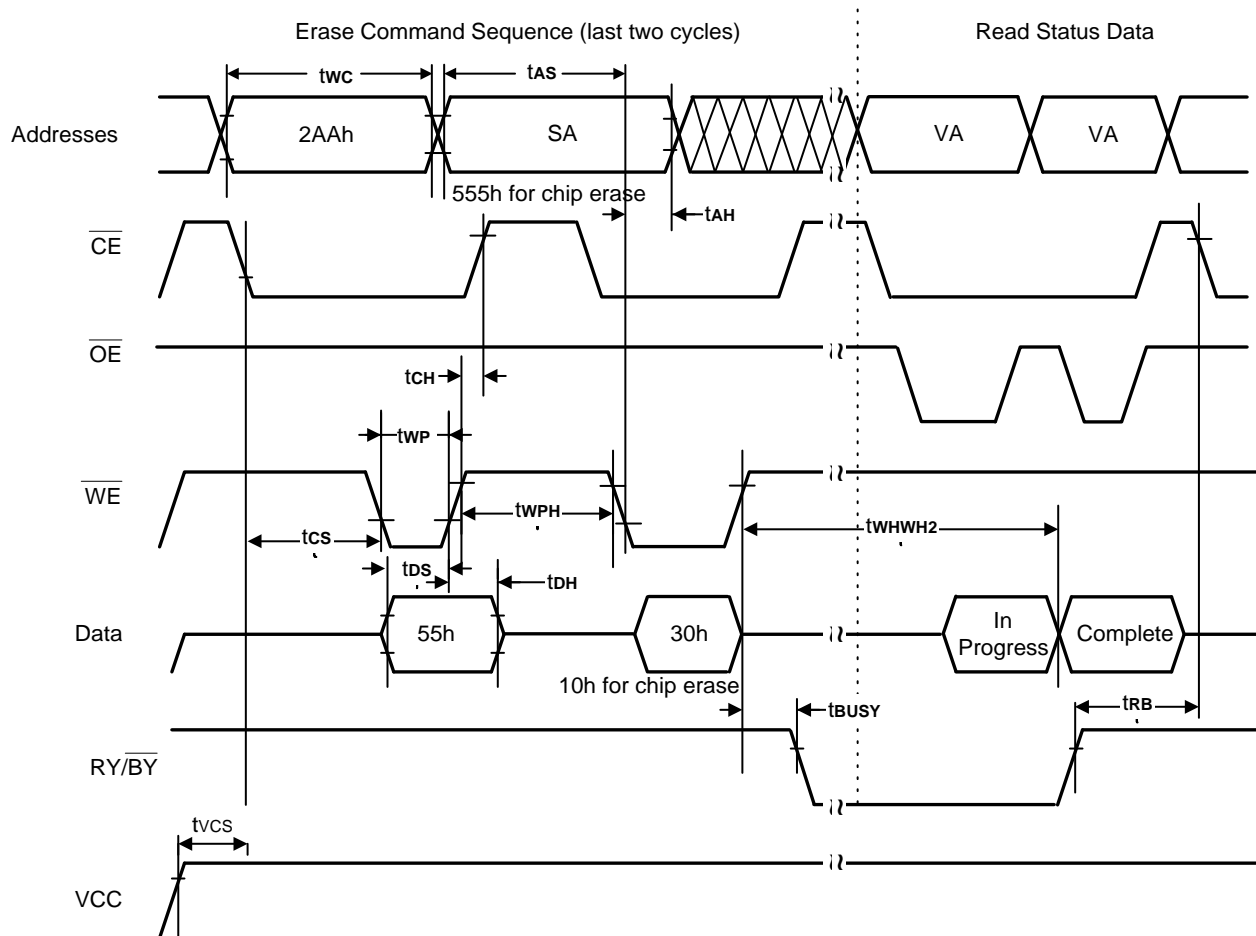 Erase Command Sequence (last two cycles)
Read Status Data
tWC
tAS
Addresses
2AAh
SA
VA
VA
555h for chip erase
tAH
CE
OE
tCH
tWP
WE
tWPH
tCS
tWHWH2
tDS
tDH
Data
55h
30h
In
Progress
Complete
10h for chip erase
tBUSY
tRB
RY/BY
tVCS
VCC